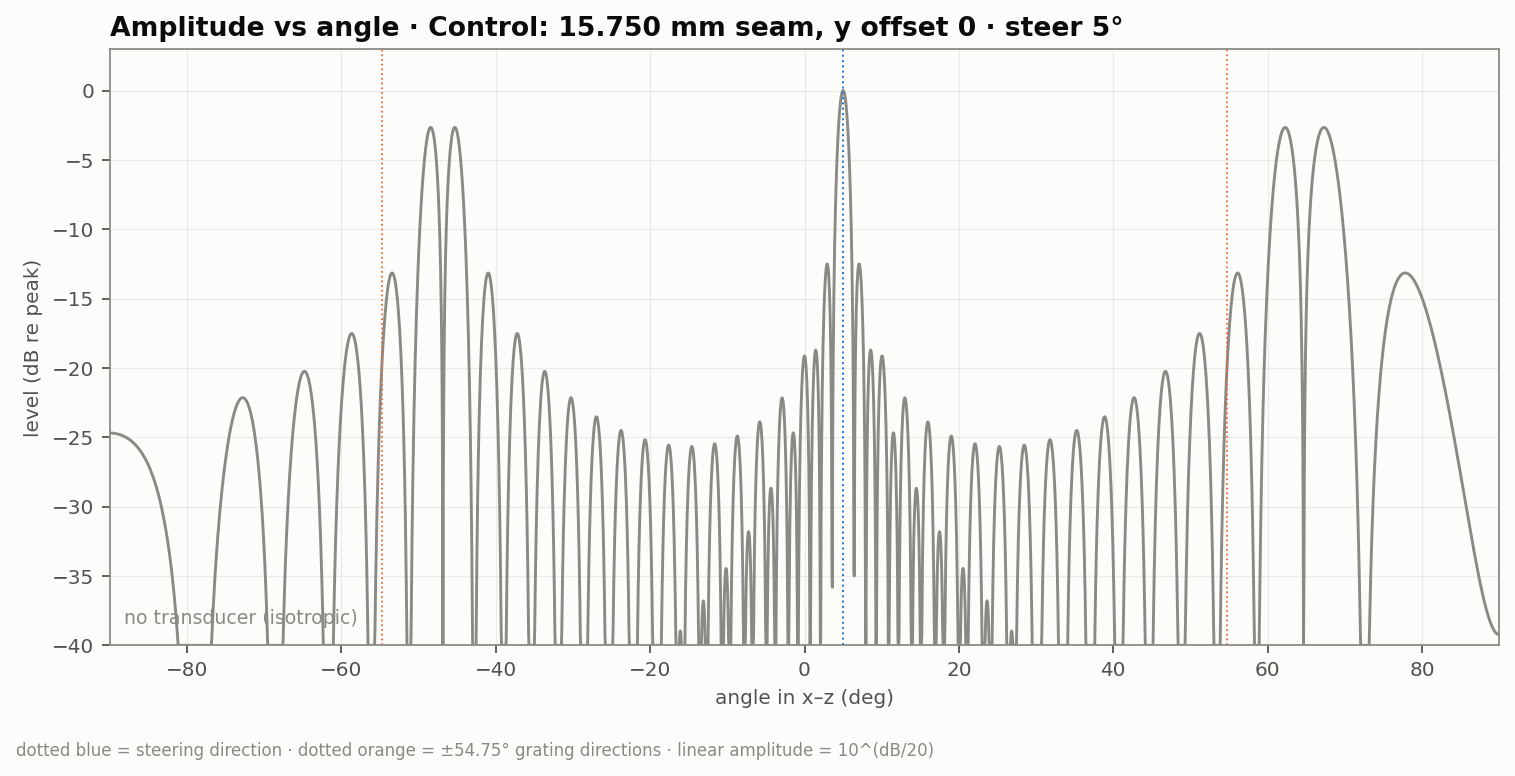 Amplitude vs angle · Control: 15.750 mm seam, y offset 0 · steer 5°
level (dB re peak)
0
−5
−10
−15
−20
−25
−30
−35
−40
no transducer (isotropic)
−80 −60 −40 −20 0 20 40 60 80
angle in x–z (deg)
dotted blue = steering direction · dotted orange = ±54.75° grating directions · linear amplitude = 10^(dB/20)